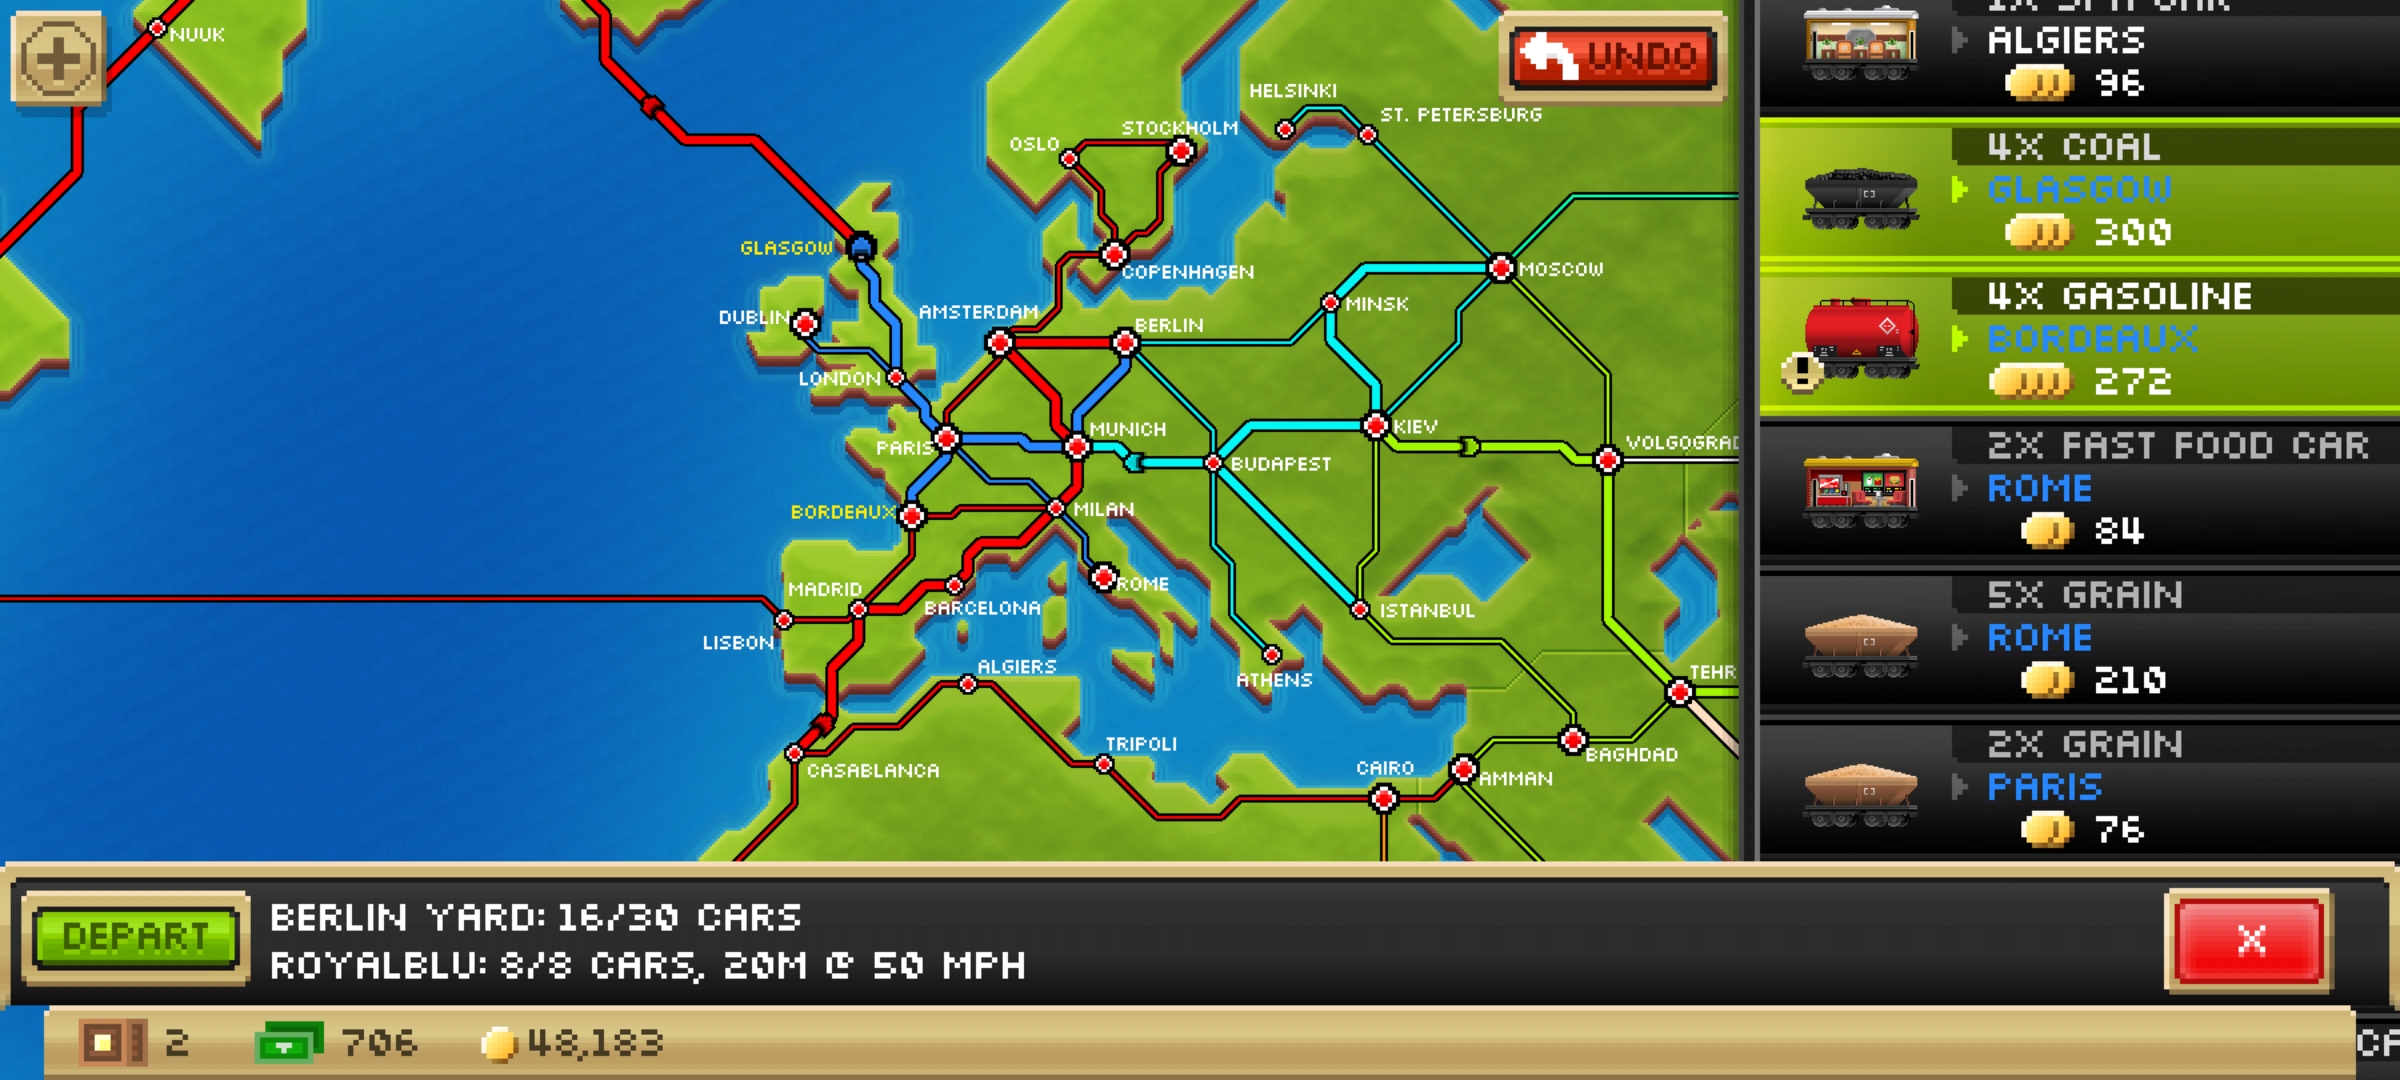 NUUK
UNDO
HELSINKI
ST. PETERSBURG
STOCKHOLM
OSLO
GLASGOW
COPENHAGEN
MOSCOW
MINSK
DUBLIN
AMSTERDAM
BERLIN
LONDON
PARIS
MUNICH
KIEV
VOLGOGRAD
BUDAPEST
BORDEAUX
MILAN
MADRID
ROME
BARCELONA
ISTANBUL
LISBON
ALGIERS
ATHENS
TEHR
TRIPOLI
CAIRO
BAGHDAD
CASABLANCA
AMMAN
ALGIERS
96
4X COAL
GLASGOW
300
4X GASOLINE
BORDEAUX
272
2X FAST FOOD CAR
ROME
84
5X GRAIN
ROME
210
2X GRAIN
PARIS
76
DEPART
BERLIN YARD: 16/30 CARS
ROYALBLU: 8/8 CARS, 20M @ 50 MPH
X
2
706
48,183